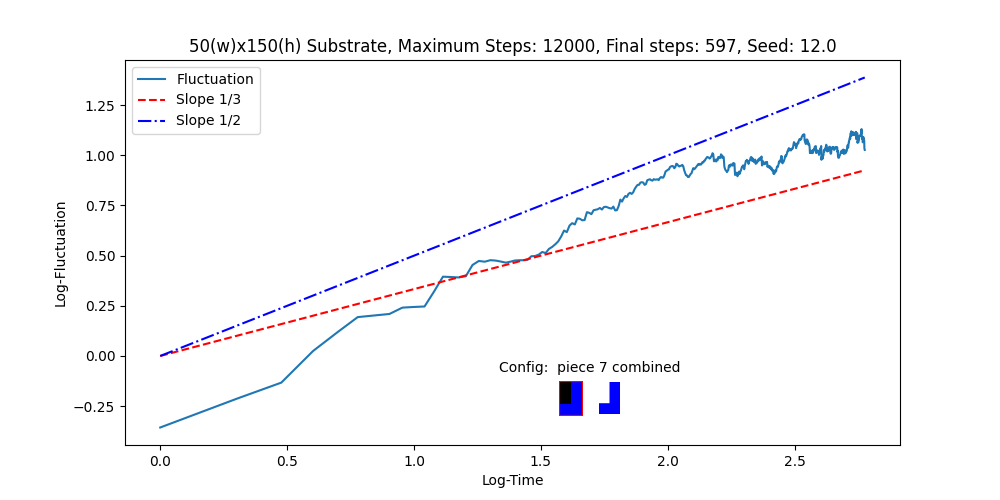 50(w)x150(h) Substrate, Maximum Steps: 12000, Final steps: 597, Seed: 12.0
Fluctuation
Slope 1/3
Slope 1/2
1.25
1.00
0.75
0.50
0.25
0.00
−0.25
Log-Fluctuation
Config:  piece 7 combined
0.0 0.5 1.0 1.5 2.0 2.5
Log-Time